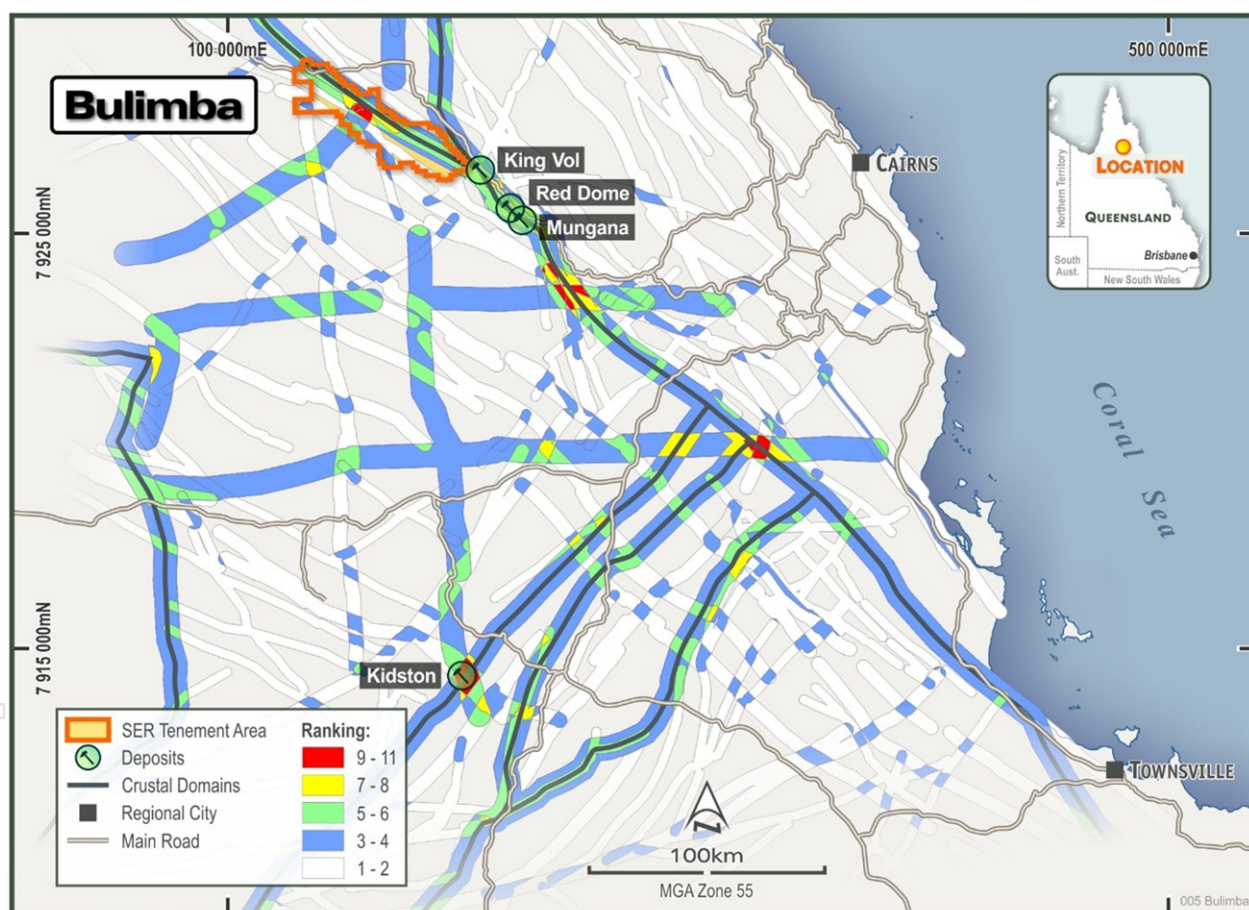 100 000mE
500 000mE
Bulimba
King Vol
Red Dome
Mungana
CAIRNS
LOCATION
Northern Territory
QUEENSLAND
Brisbane
South
Aust.
New South Wales
7 925 000mN
Coral Sea
7 915 000mN
Kidston
TOWNSVILLE
SER Tenement Area
Deposits
Crustal Domains
Regional City
Main Road
Ranking:
9 - 11
7 - 8
5 - 6
3 - 4
1 - 2
N
100km
MGA Zone 55
005 Bulimba